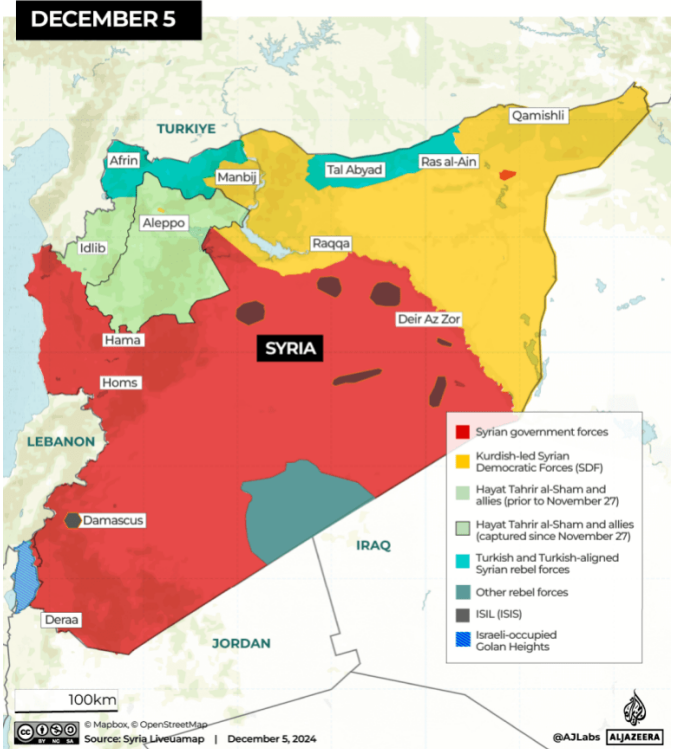 DECEMBER 5
Qamishli
TURKIYE
Afrin
Ras al-Ain
Tal Abyad
Manbij
Aleppo
Idlib
Raqqa
Deir Az Zor
Hama
SYRIA
Homs
LEBANON
Damascus
IRAQ
Deraa
JORDAN
Syrian government forces
Kurdish-led Syrian
Democratic Forces (SDF)
Hayat Tahrir al-Sham and
allies (prior to November 27)
Hayat Tahrir al-Sham and allies
(captured since November 27)
Turkish and Turkish-aligned
Syrian rebel forces
Other rebel forces
ISIL (ISIS)
Israeli-occupied
Golan Heights
100km
© Mapbox, © OpenStreetMap
Source: Syria Liveuamap | December 5, 2024
cc BY NC SA
@AJLabs
ALJAZEERA